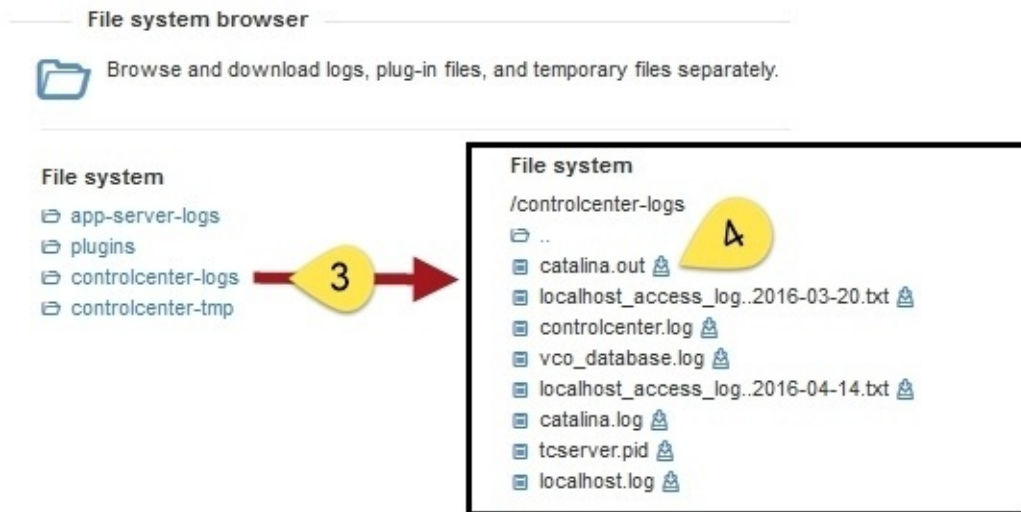 File system browser
Browse and download logs, plug-in files, and temporary files separately.
File system
app-server-logs
plugins
controlcenter-logs
controlcenter-tmp
3
File system
/controlcenter-logs
..
4
catalina.out
localhost_access_log..2016-03-20.txt
controlcenter.log
vco_database.log
localhost_access_log..2016-04-14.txt
catalina.log
tcserver.pid
localhost.log